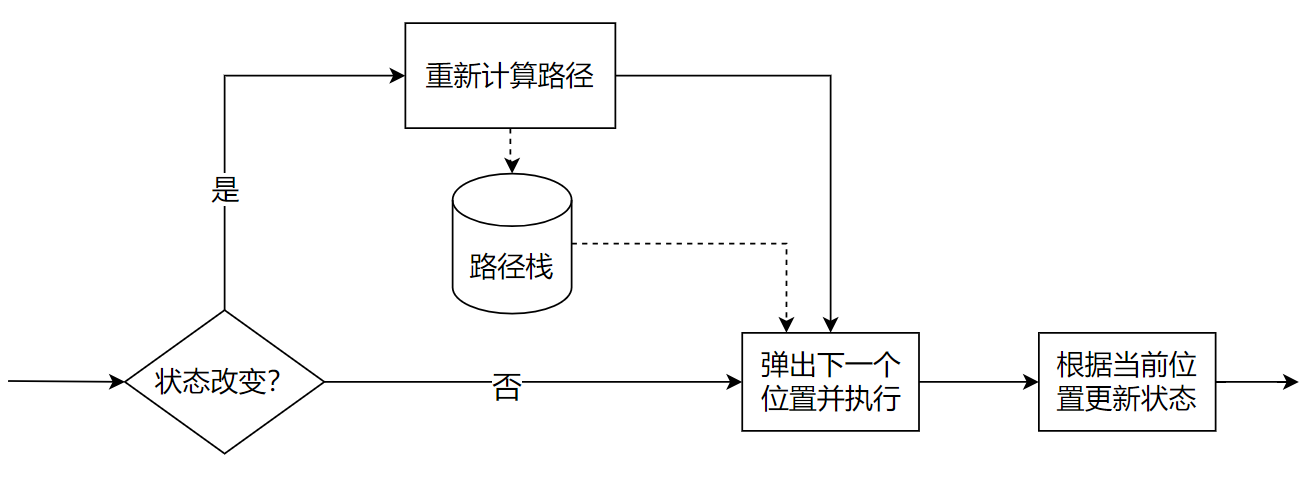 重新计算路径
是
路径栈
状态改变?
否
弹出下一个
位置并执行
根据当前位
置更新状态